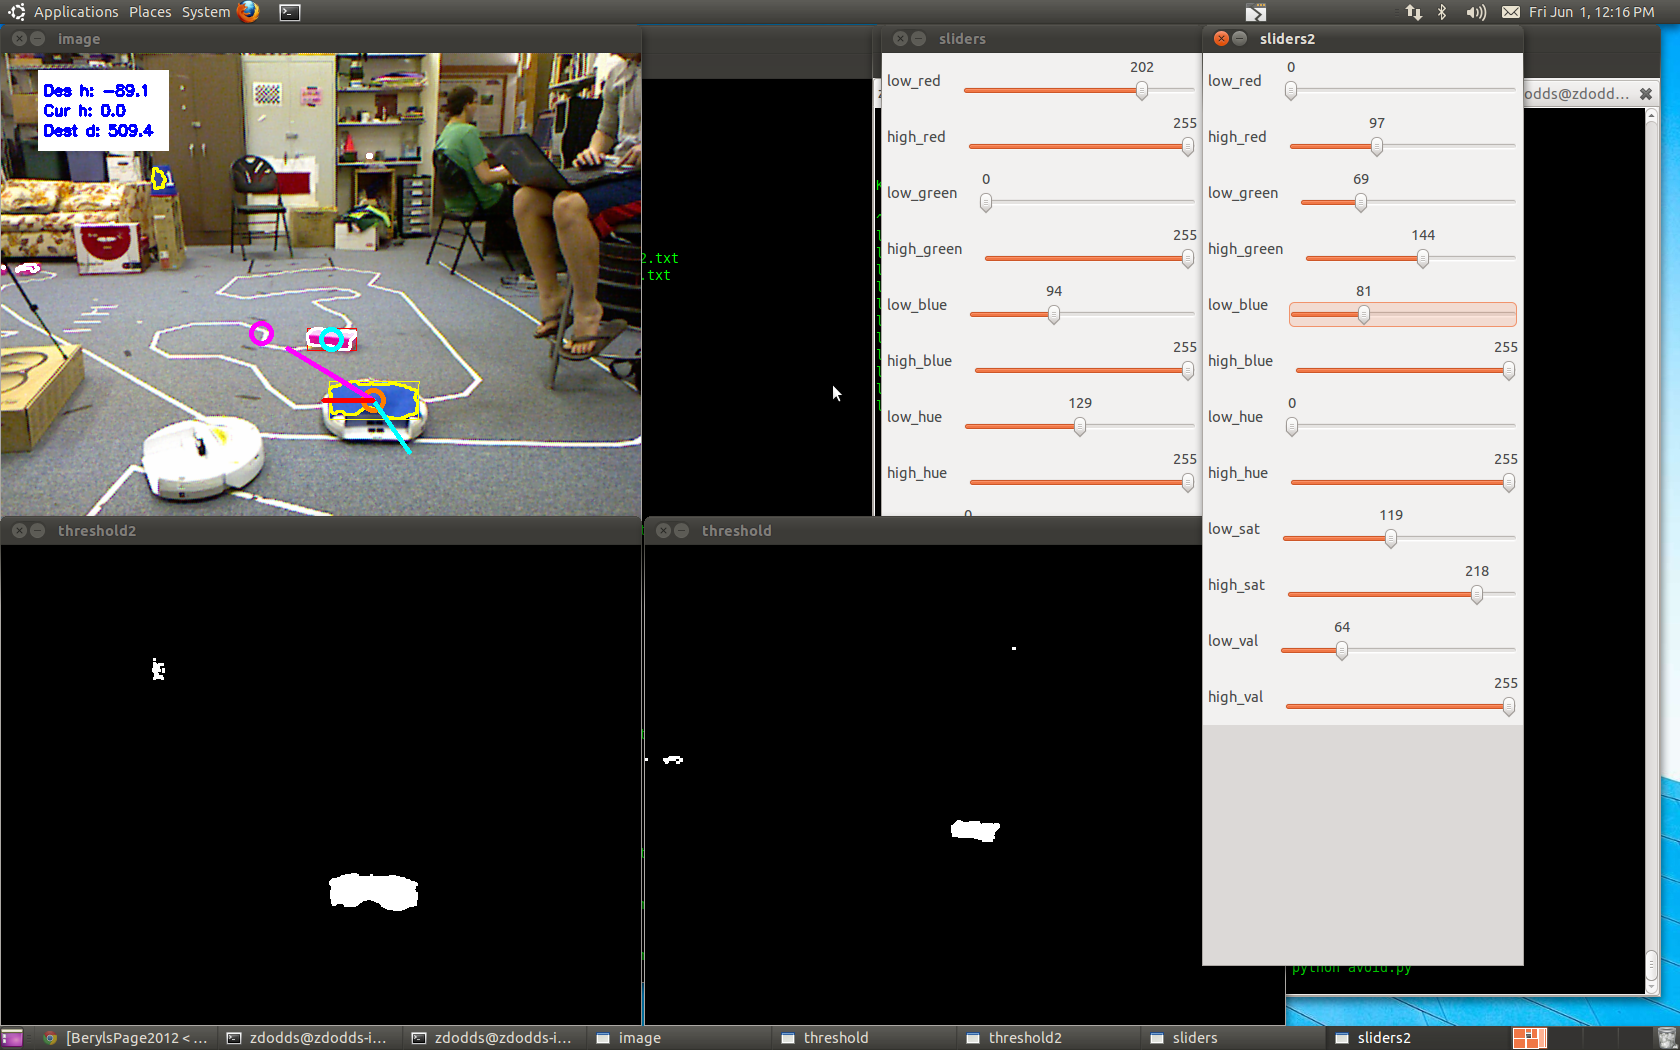 Applications Places System
Fri Jun 1, 12:16 PM
image
Des h: -89.1
Cur h: 0.0
Dest d: 509.4
2.txt
.txt
sliders
low_red 202
high_red 255
low_green 0
high_green 255
low_blue 94
high_blue 255
low_hue 129
high_hue 255
0
sliders2
low_red 0
high_red 97
low_green 69
high_green 144
low_blue 81
high_blue 255
low_hue 0
high_hue 255
low_sat 119
high_sat 218
low_val 64
high_val 255
odds@zdodd...
threshold2
threshold
python avoid.py
[BerylsPage2012 < ...
zdodds@zdodds-i...
zdodds@zdodds-i...
image
threshold
threshold2
sliders
sliders2